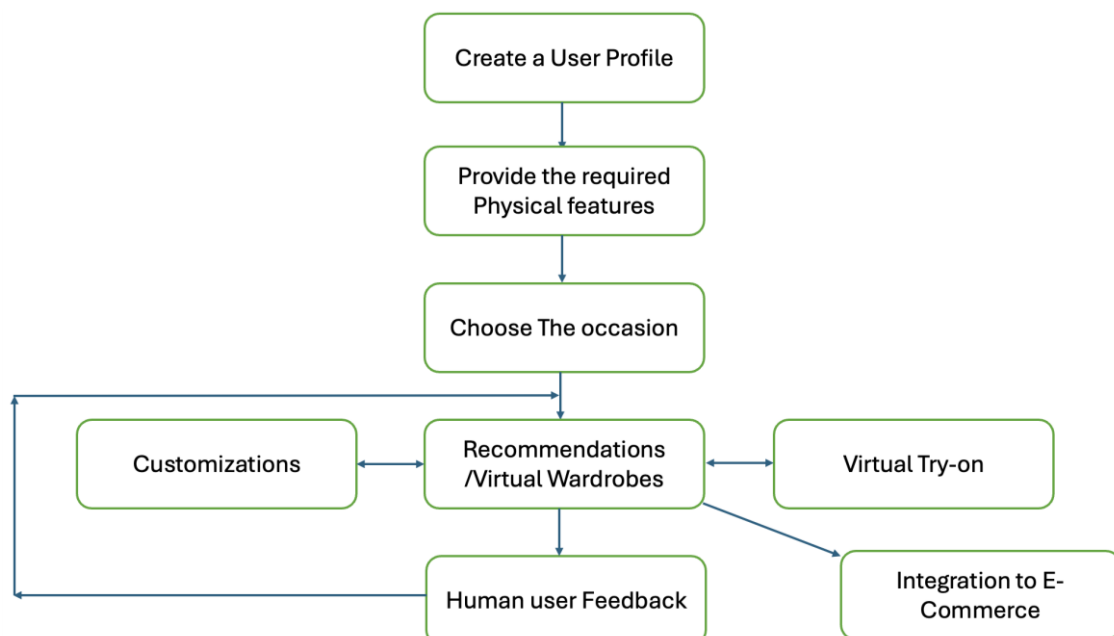 Create a User Profile
Provide the required
Physical features
Choose The occasion
Customizations
Recommendations
/Virtual Wardrobes
Virtual Try-on
Human user Feedback
Integration to E-
Commerce